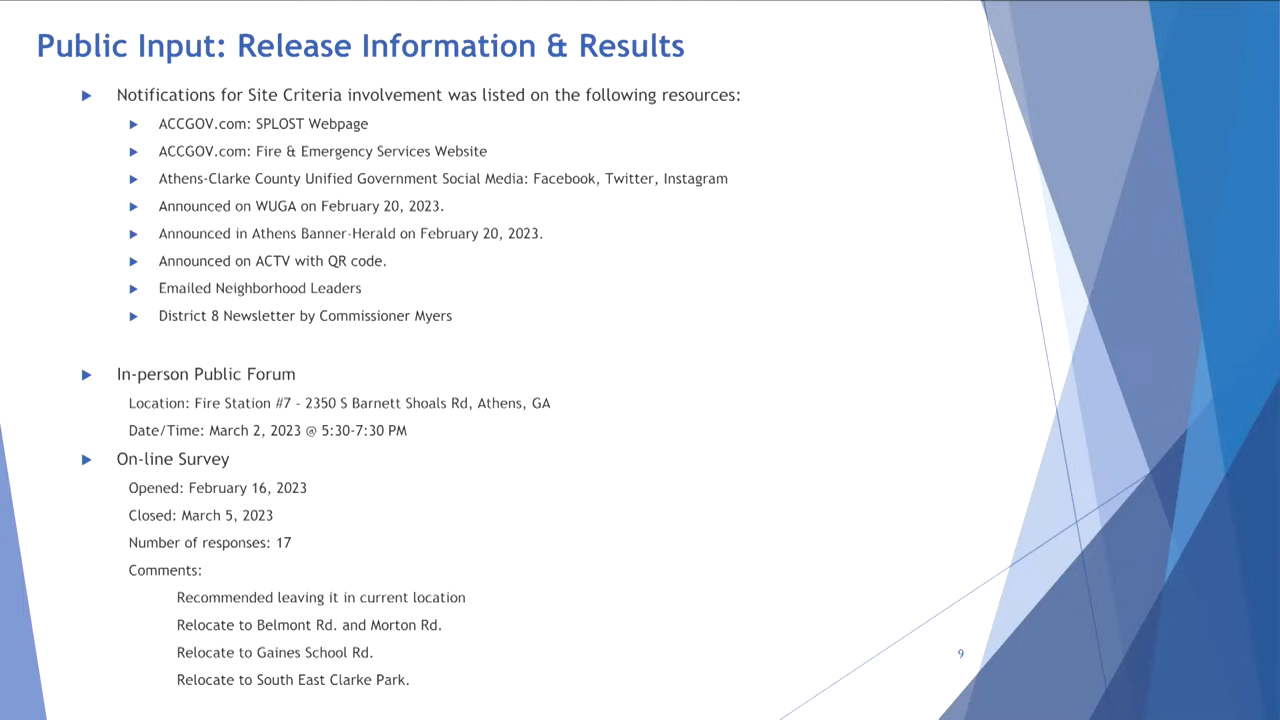 Public Input: Release Information & Results
Notifications for Site Criteria involvement was listed on the following resources:
ACCGOV.com: SPLOST Webpage
ACCGOV.com: Fire & Emergency Services Website
Athens-Clarke County Unified Government Social Media: Facebook, Twitter, Instagram
Announced on WUGA on February 20, 2023.
Announced in Athens Banner-Herald on February 20, 2023.
Announced on ACTV with QR code.
Emailed Neighborhood Leaders
District 8 Newsletter by Commissioner Myers
In-person Public Forum
Location: Fire Station #7 - 2350 S Barnett Shoals Rd, Athens, GA
Date/Time: March 2, 2023 @ 5:30-7:30 PM
On-line Survey
Opened: February 16, 2023
Closed: March 5, 2023
Number of responses: 17
Comments:
Recommended leaving it in current location
Relocate to Belmont Rd. and Morton Rd.
Relocate to Gaines School Rd.
Relocate to South East Clarke Park.
9